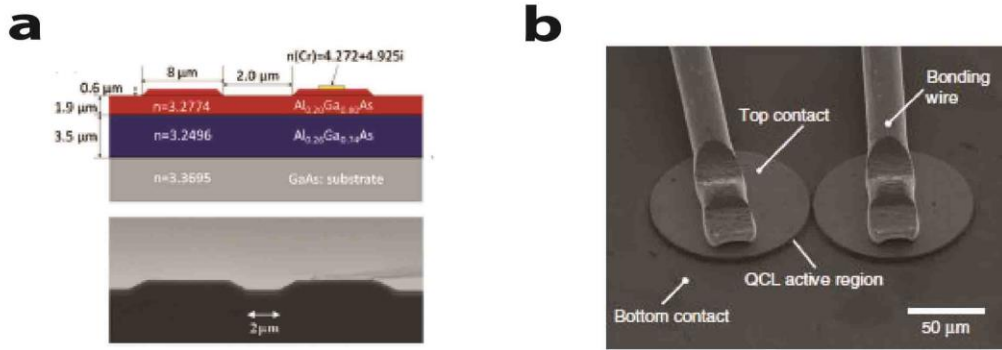 a
n(Cr)=4.272+4.925i
8 μm
2.0 μm
0.6 μm
1.9 μm
n=3.2774
Al0.20Ga0.80As
3.5 μm
n=3.2496
Al0.26Ga0.74As
n=3.3695
GaAs: substrate
2μm
b
Bonding
wire
Top contact
QCL active region
Bottom contact
50 μm